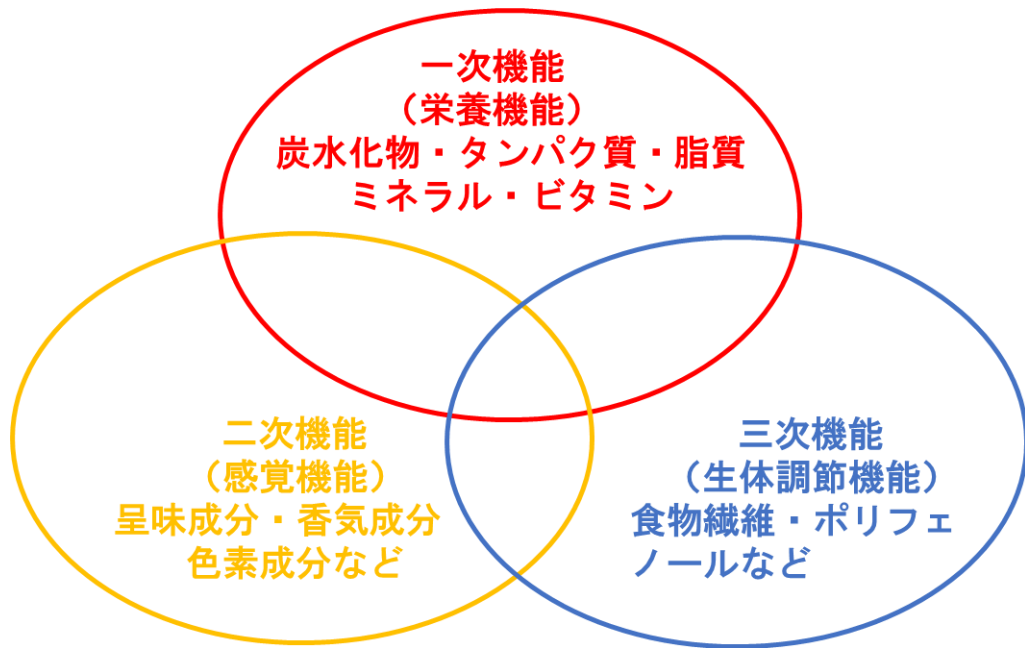 一次機能
（栄養機能）
炭水化物・タンパク質・脂質
ミネラル・ビタミン
二次機能
（感覚機能）
呈味成分・香気成分
色素成分など
三次機能
（生体調節機能）
食物繊維・ポリフェ
ノールなど